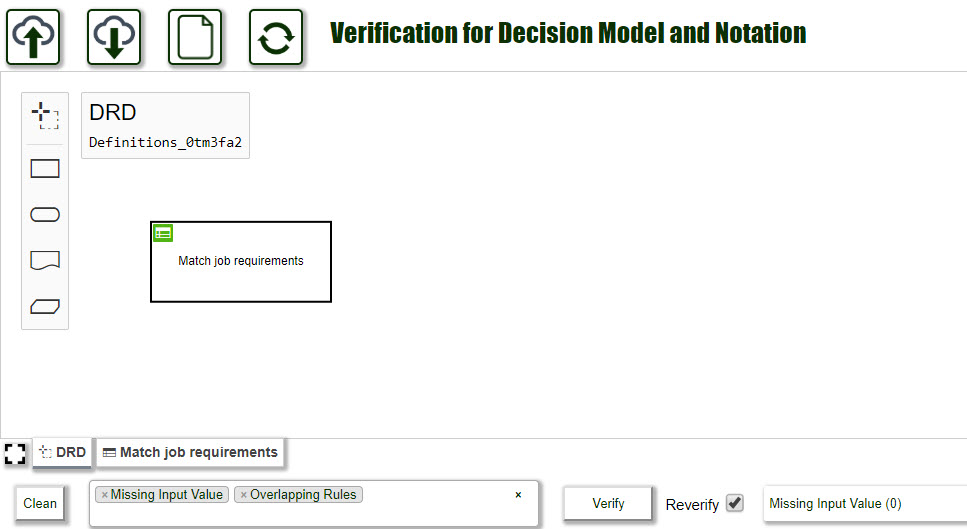 Verification for Decision Model and Notation
DRD
Definitions_0tm3fa2
Match job requirements
DRD
Match job requirements
Clean
× Missing Input Value
× Overlapping Rules
×
Verify
Reverify
Missing Input Value (0)